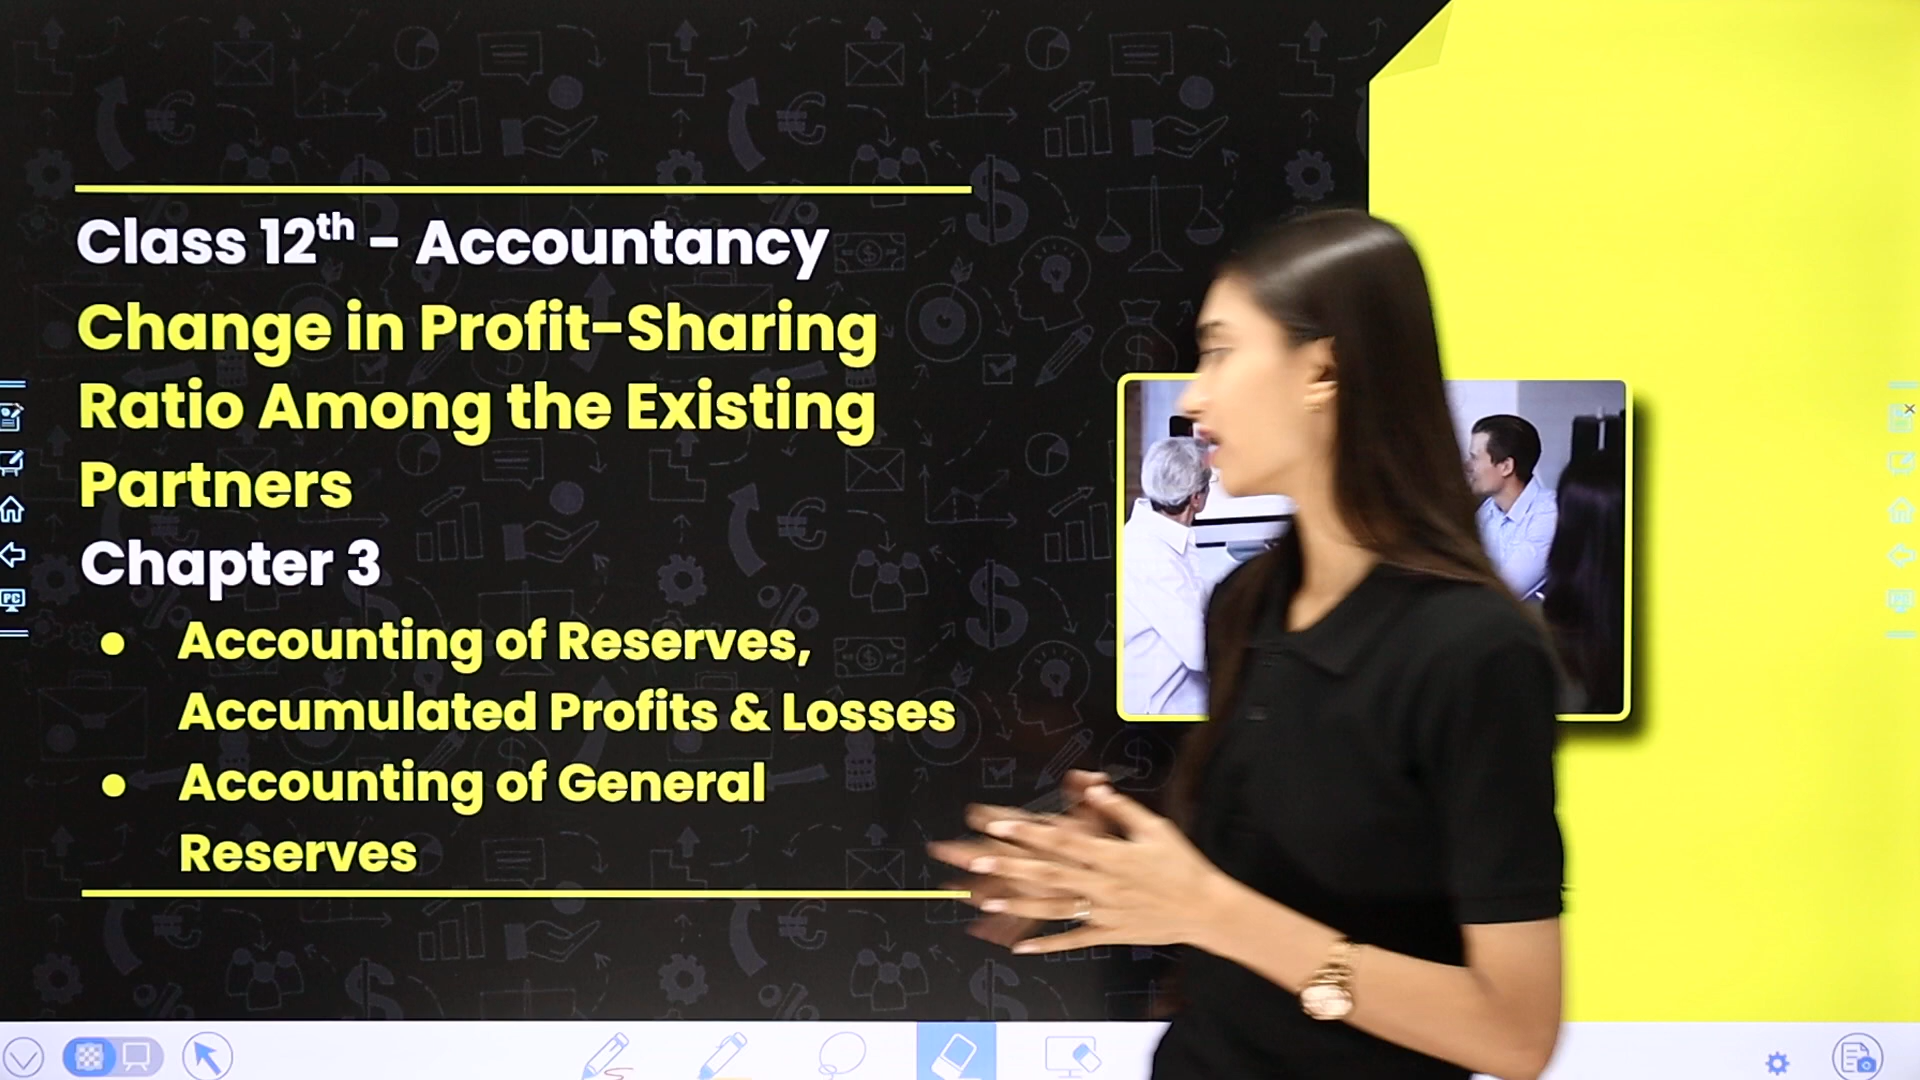 Class 12th - Accountancy
Change in Profit-Sharing
Ratio Among the Existing
Partners
Chapter 3
• Accounting of Reserves,
Accumulated Profits & Losses
• Accounting of General
Reserves
PC